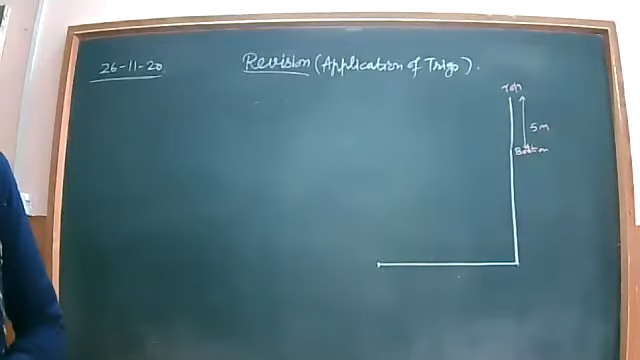 26-11-20
Revision (Application of Trigo).
Top
5m
Bottom